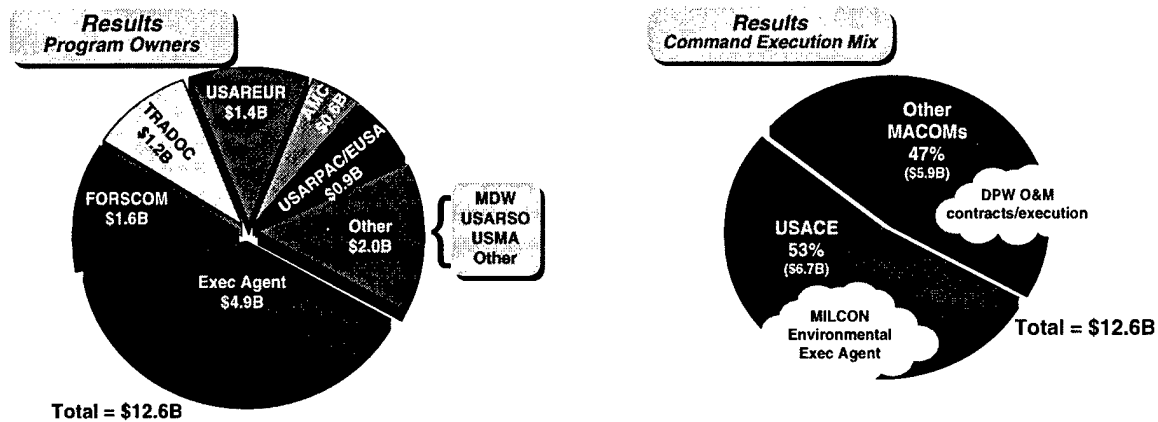 Results
Program Owners
USAREUR
$1.4B
AMC
$0.6B
TRADOC
$1.2B
USARPAC/EUSA
$0.9B
FORSCOM
$1.6B
Other
$2.0B
MDW
USARSO
USMA
Other
Exec Agent
$4.9B
Total = $12.6B
Results
Command Execution Mix
Other
MACOMs
47%
($5.9B)
DPW O&M
contracts/execution
USACE
53%
($6.7B)
MILCON
Environmental
Exec Agent
Total = $12.6B